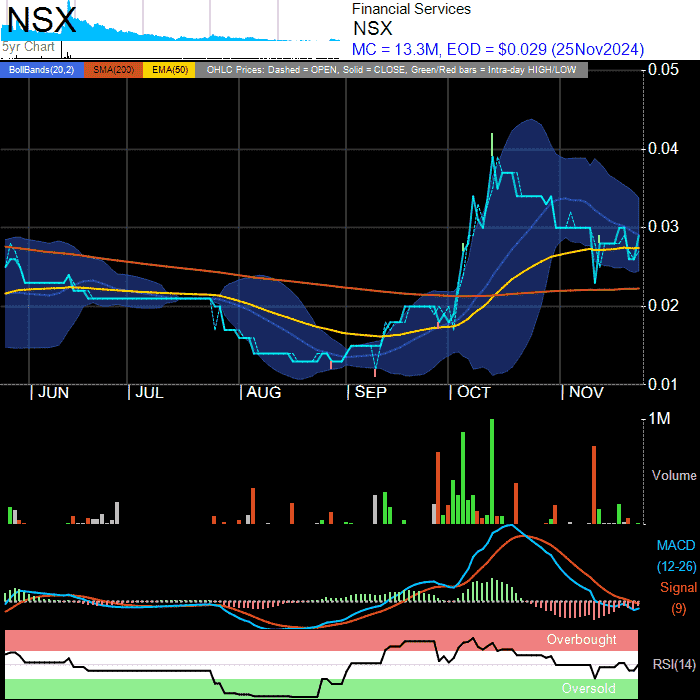 NSX
5yr Chart
Financial Services
NSX
MC = 13.3M, EOD = $0.029 (25Nov2024)
BollBands(20,2) SMA(200) EMA(50) OHLC Prices: Dashed = OPEN, Solid = CLOSE, Green/Red bars = Intra-day HIGH/LOW
0.05
0.04
0.03
0.02
0.01
| JUN | JUL | AUG | SEP | OCT | NOV
1M
Volume
MACD
(12-26)
Signal
(9)
Overbought
RSI(14)
Oversold